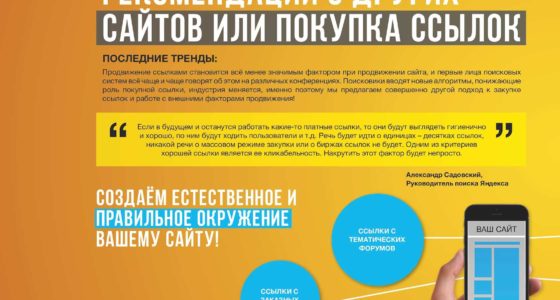 РЕКОМЕНДАЦИИ С ДРУГИХ
САЙТОВ ИЛИ ПОКУПКА ССЫЛОК
ПОСЛЕДНИЕ ТРЕНДЫ:
Продвижение ссылками становится всё менее значимым фактором при продвижении сайта, и первые лица поисковых
систем всё чаще и чаще говорят об этом на различных конференциях. Поисковики вводят новые алгоритмы, понижающие
роль покупной ссылки, индустрия меняется, именно поэтому мы предлагаем совершенно другой подход к закупке
ссылок и работе с внешними факторами продвижения!
“ Если в будущем и останутся работать какие-то платные ссылки, то они будут выглядеть гигиенично ”
и хорошо, по ним будут ходить пользователи и т.д. Речь будет идти о единицах – десятках ссылок,
никакой речи о массовом режиме закупки или о биржах ссылок не будет. Одним из критериев
хорошей ссылки является ее кликабельность. Накрутить этот фактор будет непросто.
Александр Садовский,
Руководитель поиска Яндекса
СОЗДАЁМ ЕСТЕСТВЕННОЕ И
ПРАВИЛЬНОЕ ОКРУЖЕНИЕ
ВАШЕМУ САЙТУ!
ССЫЛКИ С
ТЕМАТИЧЕСКИХ
ФОРУМОВ
ВАШ САЙТ
ССЫЛКИ С
ЗАКАЗНЫХ